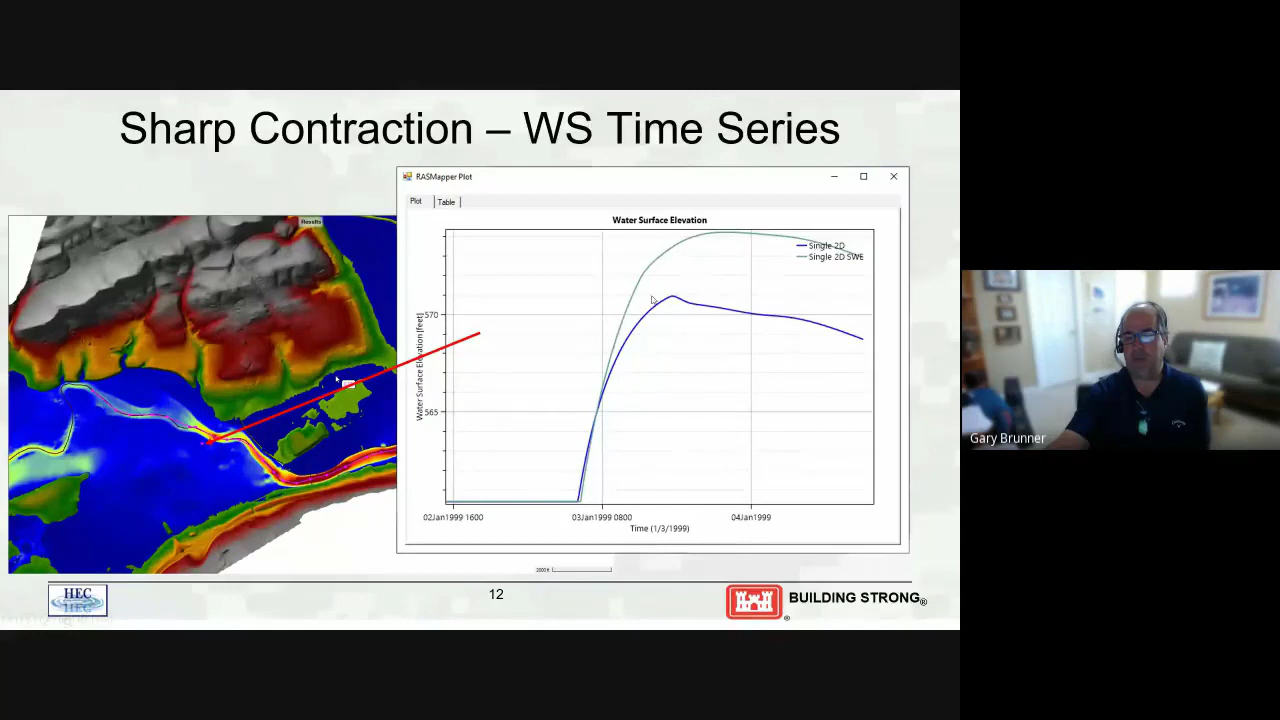 Sharp Contraction – WS Time Series
RASMapper Plot
Plot
Table
Results
Water Surface Elevation
Single 2D
Single 2D SWE
Water Surface Elevation [feet]
570
565
02Jan1999 1600
03Jan1999 0800
04Jan1999
Time (1/3/1999)
Gary Brunner
HEC
12
BUILDING STRONG®
®